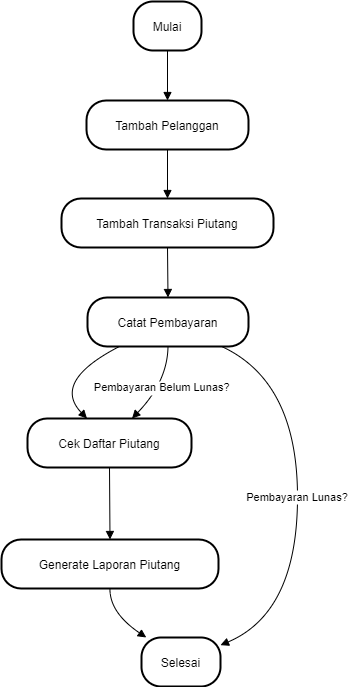 Mulai
Tambah Pelanggan
Tambah Transaksi Piutang
Catat Pembayaran
Pembayaran Belum Lunas?
Cek Daftar Piutang
Pembayaran Lunas?
Generate Laporan Piutang
Selesai